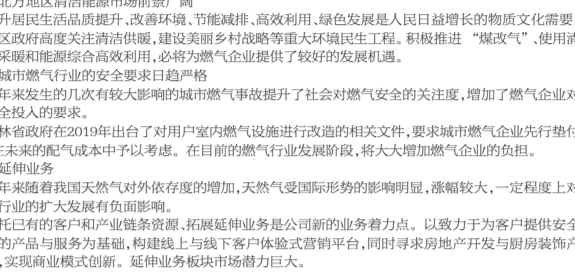 北方地区清洁能源市场前景广阔
升居民生活品质提升、改善环境、节能减排、高效利用、绿色发展是人民日益增长的物质文化需要
区政府高度关注清洁供暖，建设美丽乡村战略等重大环境民生工程。积极推进 “煤改气”、使用清
采暖和能源综合高效利用，必将为燃气企业提供了较好的发展机遇。
城市燃气行业的安全要求日趋严格
年来发生的几次有较大影响的城市燃气事故提升了社会对燃气安全的关注度，增加了燃气企业对
全投入的要求。
林省政府在2019年出台了对用户室内燃气设施进行改造的相关文件，要求城市燃气企业先行垫付
在未来的配气成本中予以考虑。在目前的燃气行业发展阶段，将大大增加燃气企业的负担。
延伸业务
年来随着我国天然气对外依存度的增加，天然气受国际形势的影响明显，涨幅较大，一定程度上对
行业的扩大发展有负面影响。
托已有的客户和产业链条资源、拓展延伸业务是公司新的业务着力点。以致力于为客户提供安全
的产品与服务为基础，构建线上与线下客户体验式营销平台，同时寻求房地产开发与厨房装饰产
，实现商业模式创新。延伸业务板块市场潜力巨大。